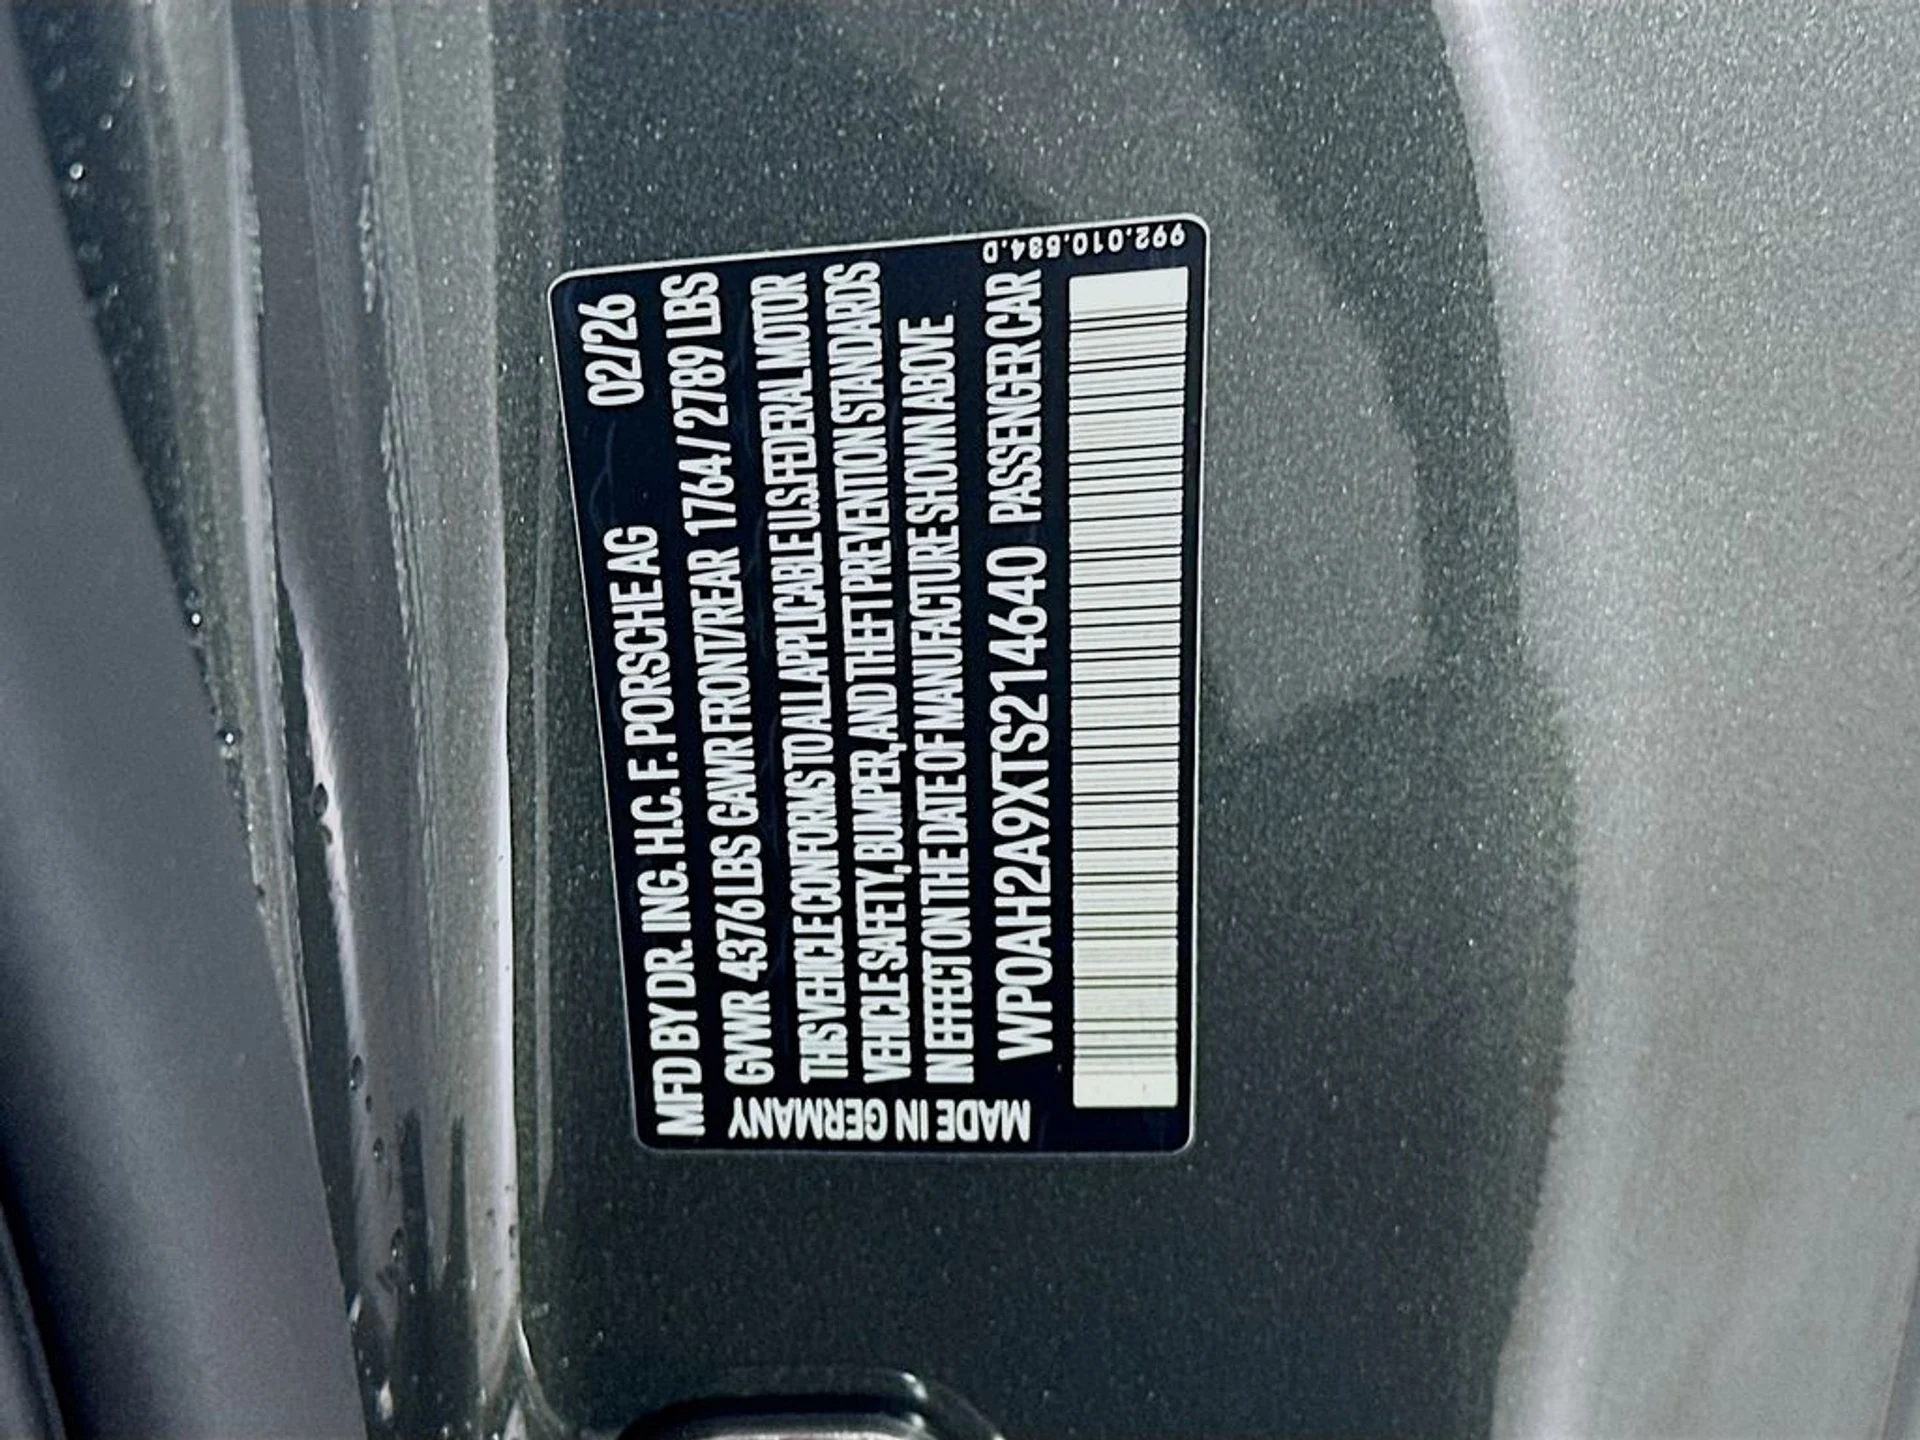 MFD BY DR. ING. H.C. F. PORSCHE AG 02/26
GVWR 4376 LBS GAWR FRONT/REAR 1764 / 2789 LBS
THIS VEHICLE CONFORMS TO ALL APPLICABLE U.S. FEDERAL MOTOR
VEHICLE SAFETY, BUMPER, AND THEFT PREVENTION STANDARDS
IN EFFECT ON THE DATE OF MANUFACTURE SHOWN ABOVE
WP0AH2A9XTS214640 PASSENGER CAR
MADE IN GERMANY
992.010.534.D